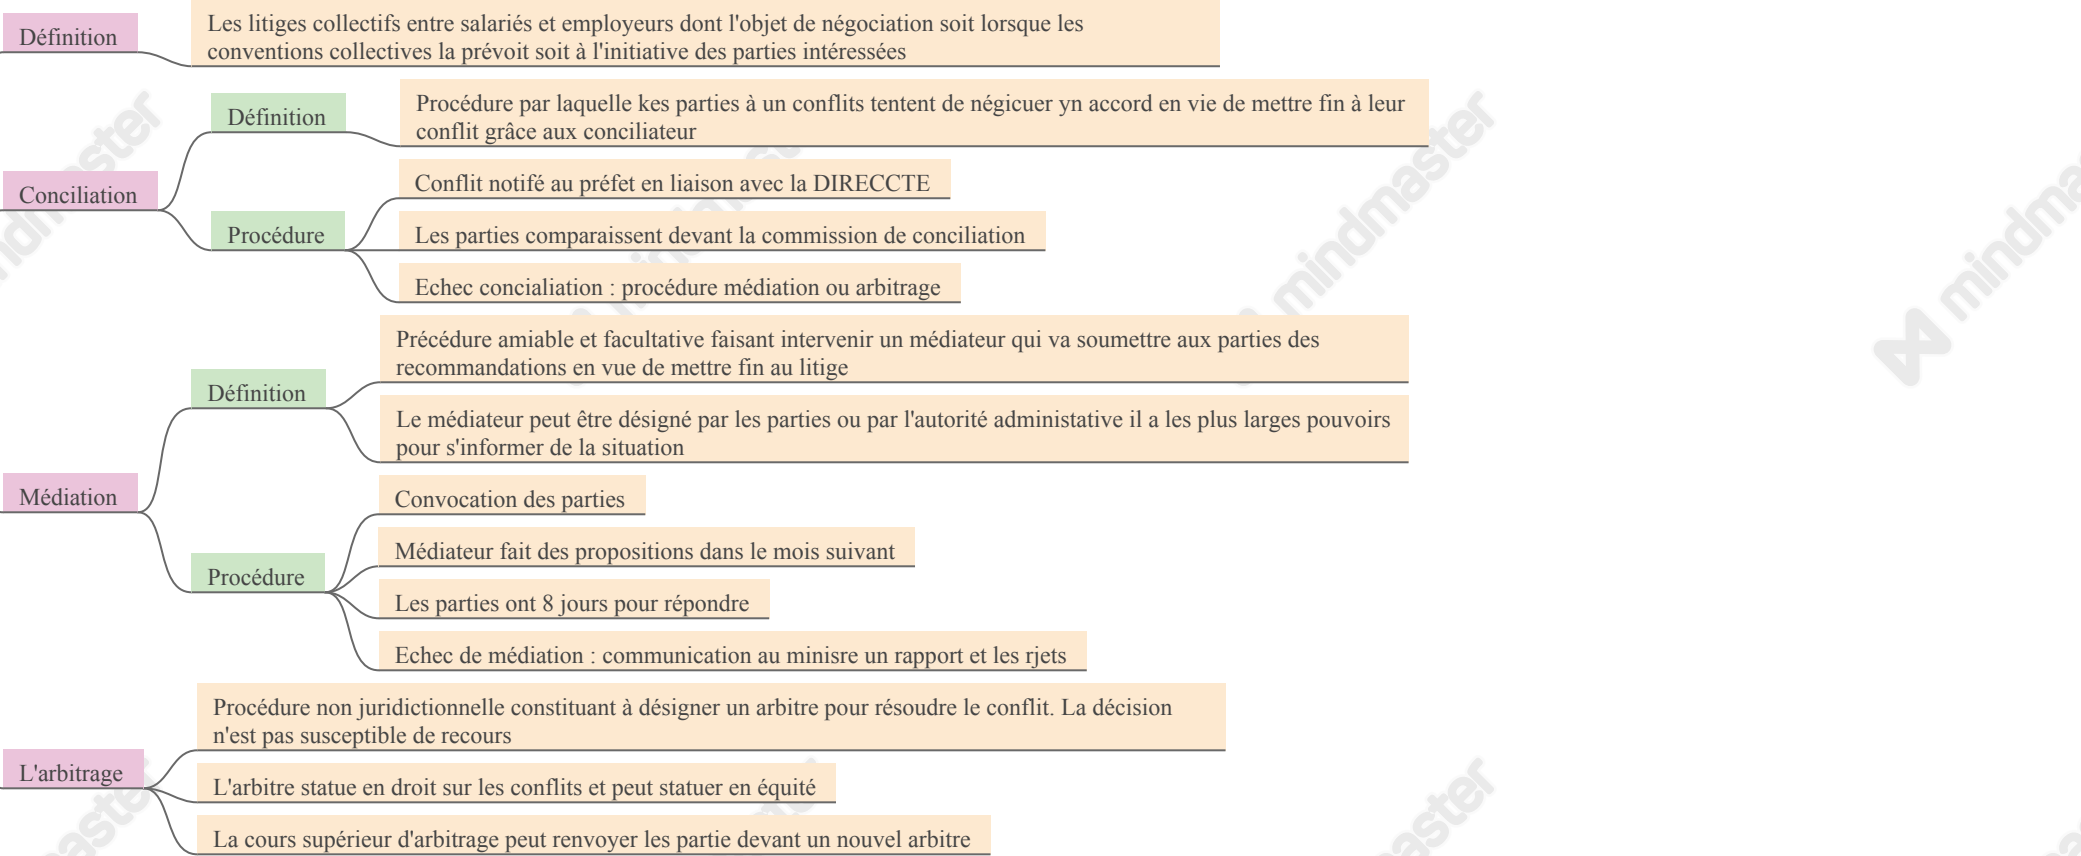 Définition
Les litiges collectifs entre salariés et employeurs dont l'objet de négociation soit lorsque les
conventions collectives la prévoit soit à l'initiative des parties intéressées
Conciliation
Définition
Procédure par laquelle kes parties à un conflits tentent de négicuer yn accord en vie de mettre fin à leur
conflit grâce aux conciliateur
Procédure
Conflit notifé au préfet en liaison avec la DIRECCTE
Les parties comparaissent devant la commission de conciliation
Echec concialiation : procédure médiation ou arbitrage
Médiation
Définition
Précédure amiable et facultative faisant intervenir un médiateur qui va soumettre aux parties des
recommandations en vue de mettre fin au litige
Le médiateur peut être désigné par les parties ou par l'autorité administative il a les plus larges pouvoirs
pour s'informer de la situation
Procédure
Convocation des parties
Médiateur fait des propositions dans le mois suivant
Les parties ont 8 jours pour répondre
Echec de médiation : communication au minisre un rapport et les rjets
L'arbitrage
Procédure non juridictionnelle constituant à désigner un arbitre pour résoudre le conflit. La décision
n'est pas susceptible de recours
L'arbitre statue en droit sur les conflits et peut statuer en équité
La cours supérieur d'arbitrage peut renvoyer les partie devant un nouvel arbitre
mindmaster